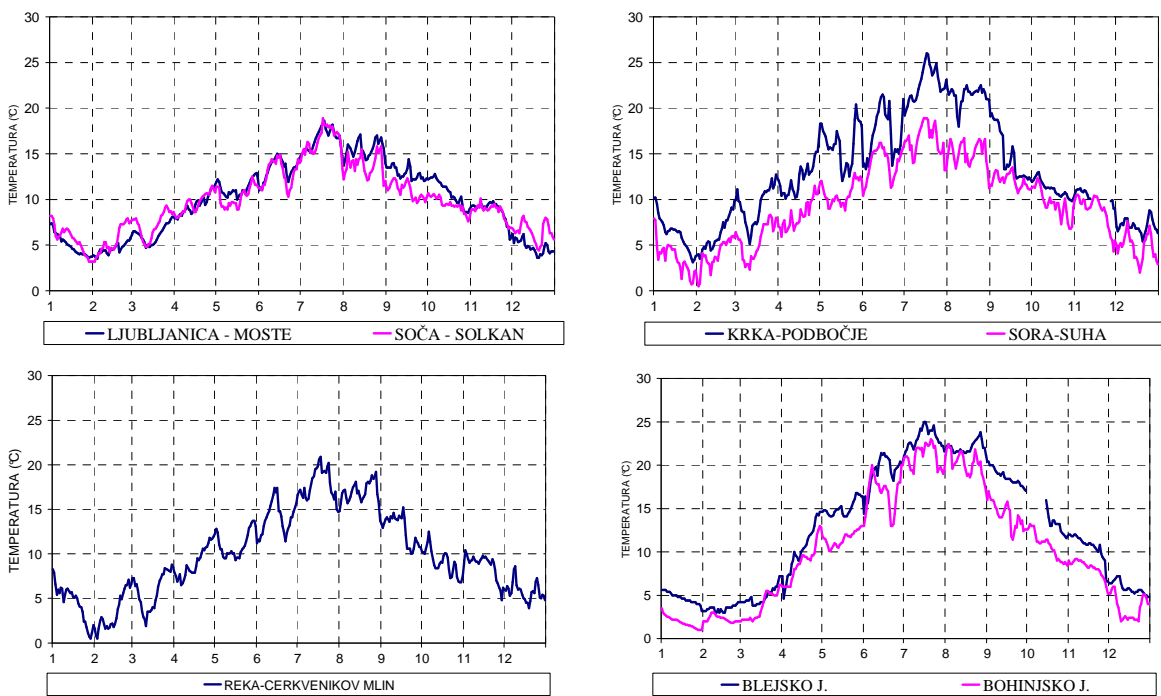 30
25
20
15
10
5
0
TEMPERATURA (°C)
1 2 3 4 5 6 7 8 9 10 11 12
LJUBLJANICA - MOSTE SOČA - SOLKAN
30
25
20
15
10
5
0
TEMPERATURA (°C)
1 2 3 4 5 6 7 8 9 10 11 12
KRKA-PODBOČJE SORA-SUHA
30
25
20
15
10
5
0
TEMPERATURA (°C)
1 2 3 4 5 6 7 8 9 10 11 12
REKA-CERKVENIKOV MLIN
30
25
20
15
10
5
0
TEMPERATURA (°C)
1 2 3 4 5 6 7 8 9 10 11 12
BLEJSKO J. BOHINJSKO J.